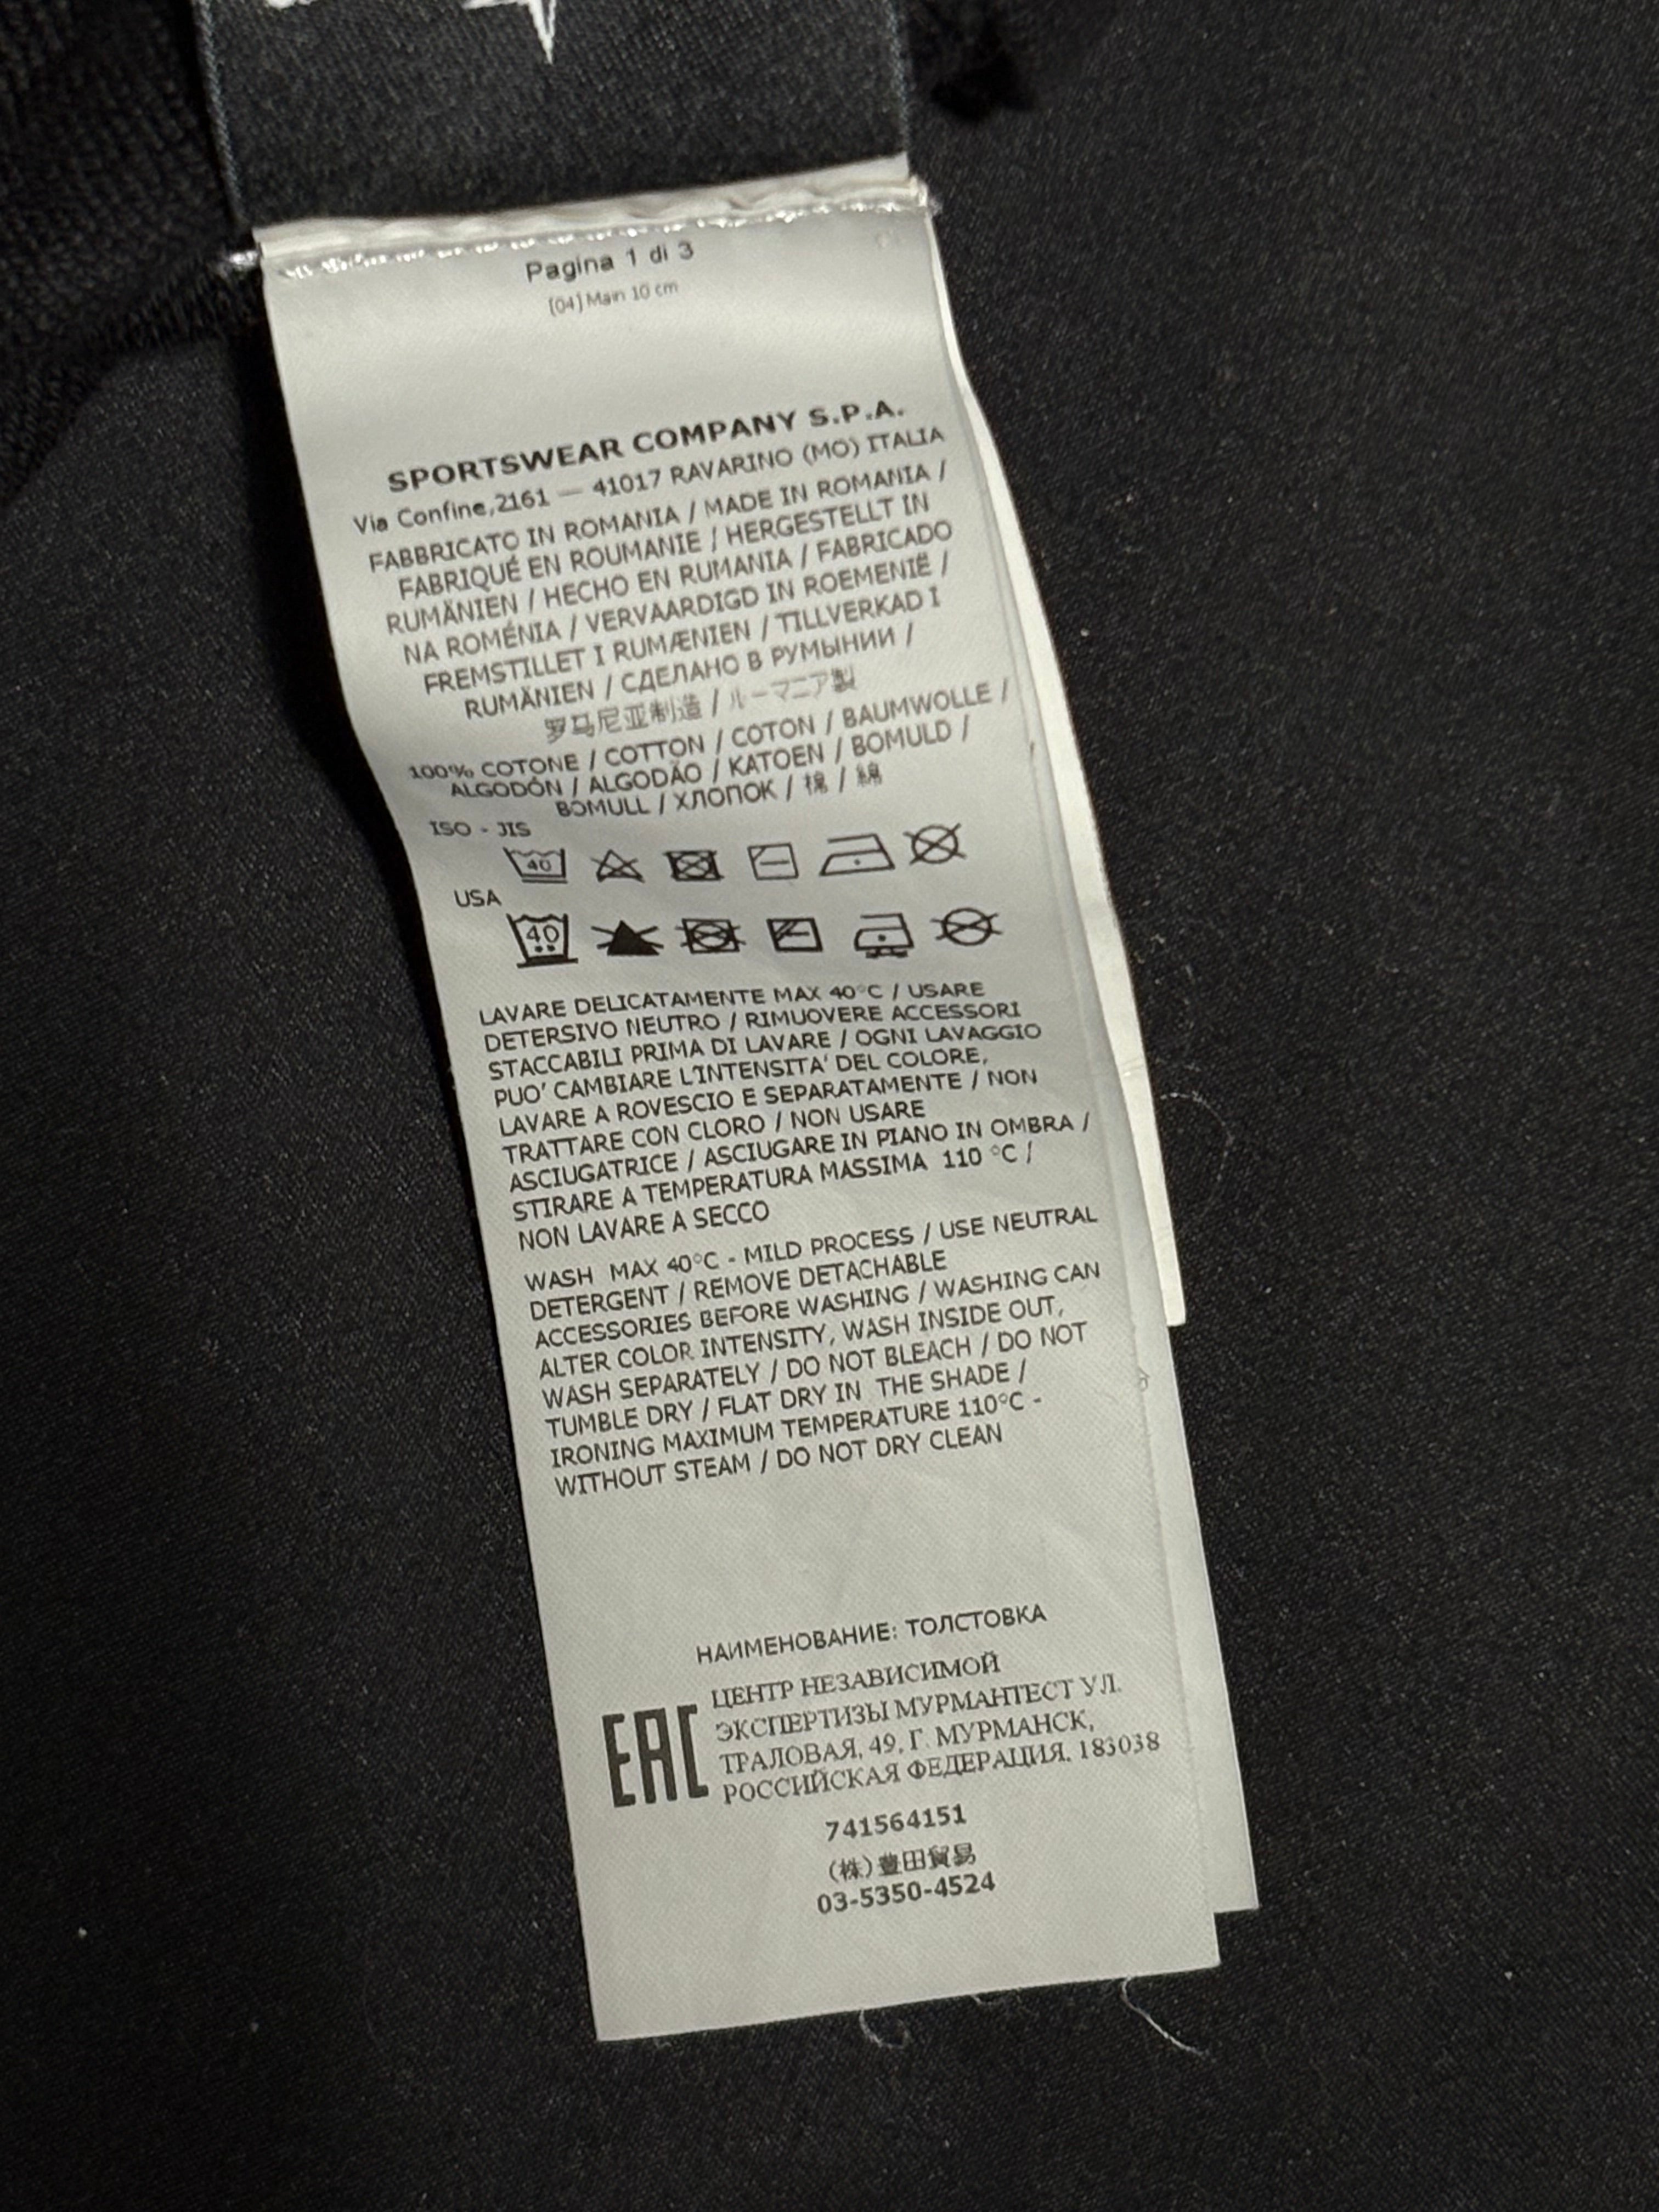 Pagina 1 di 3
[04] Main 10 cm
SPORTSWEAR COMPANY S.P.A.
Via Confine,2161 — 41017 RAVARINO (MO) ITALIA
FABBRICATO IN ROMANIA / MADE IN ROMANIA /
FABRIQUÉ EN ROUMANIE / HERGESTELLT IN
RUMÄNIEN / HECHO EN RUMANIA / FABRICADO
NA ROMÉNIA / VERVAARDIGD IN ROEMENIË /
FREMSTILLET I RUMÆNIEN / TILLVERKAD I
RUMÄNIEN / СДЕЛАНО В РУМЫНИИ /
罗马尼亚制造 / ルーマニア製
100% COTONE / COTTON / COTON / BAUMWOLLE /
ALGODÓN / ALGODÃO / KATOEN / BOMULD /
BOMULL / ХЛОПОК / 棉 / 綿
ISO - JIS
40
USA
40
LAVARE DELICATAMENTE MAX 40°C / USARE
DETERSIVO NEUTRO / RIMUOVERE ACCESSORI
STACCABILI PRIMA DI LAVARE / OGNI LAVAGGIO
PUO' CAMBIARE L'INTENSITA' DEL COLORE,
LAVARE A ROVESCIO E SEPARATAMENTE / NON
TRATTARE CON CLORO / NON USARE
ASCIUGATRICE / ASCIUGARE IN PIANO IN OMBRA /
STIRARE A TEMPERATURA MASSIMA 110 °C /
NON LAVARE A SECCO
WASH MAX 40°C - MILD PROCESS / USE NEUTRAL
DETERGENT / REMOVE DETACHABLE
ACCESSORIES BEFORE WASHING / WASHING CAN
ALTER COLOR INTENSITY, WASH INSIDE OUT,
WASH SEPARATELY / DO NOT BLEACH / DO NOT
TUMBLE DRY / FLAT DRY IN THE SHADE /
IRONING MAXIMUM TEMPERATURE 110°C -
WITHOUT STEAM / DO NOT DRY CLEAN
НАИМЕНОВАНИЕ: ТОЛСТОВКА
EAC
ЦЕНТР НЕЗАВИСИМОЙ
ЭКСПЕРТИЗЫ МУРМАНТЕСТ УЛ.
ТРАЛОВАЯ, 49, Г. МУРМАНСК,
РОССИЙСКАЯ ФЕДЕРАЦИЯ, 183038
741564151
(株)豊田貿易
03-5350-4524